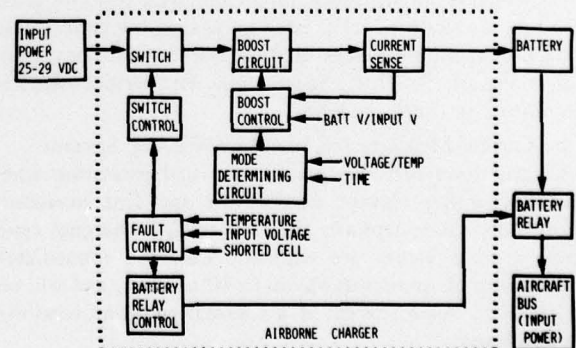 INPUT
POWER
25-29 VDC
SWITCH
BOOST
CIRCUIT
CURRENT
SENSE
BATTERY
SWITCH
CONTROL
BOOST
CONTROL
BATT V/INPUT V
MODE
DETERMINING
CIRCUIT
VOLTAGE/TEMP
TIME
FAULT
CONTROL
TEMPERATURE
INPUT VOLTAGE
SHORTED CELL
BATTERY
RELAY
BATTERY
RELAY
CONTROL
AIRCRAFT
BUS
(INPUT
POWER)
AIRBORNE CHARGER